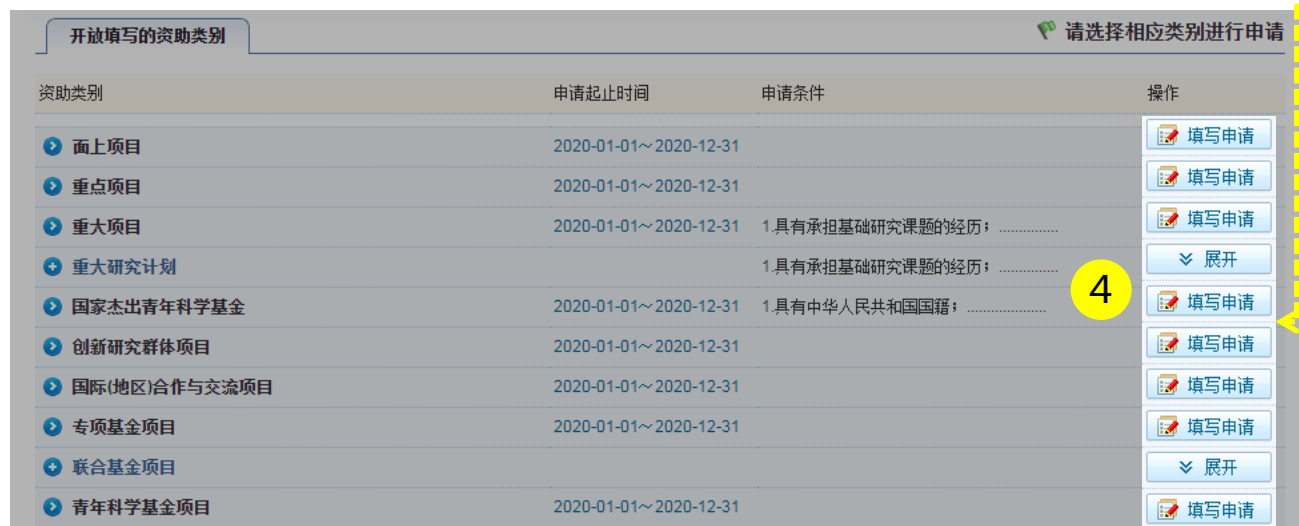 开放填写的资助类别 请选择相应类别进行申请
资助类别 申请起止时间 申请条件 操作
面上项目 2020-01-01～2020-12-31 填写申请
重点项目 2020-01-01～2020-12-31 填写申请
重大项目 2020-01-01～2020-12-31 1.具有承担基础研究课题的经历；............... 填写申请
重大研究计划 1.具有承担基础研究课题的经历；............... 展开
4
国家杰出青年科学基金 2020-01-01～2020-12-31 1.具有中华人民共和国国籍；.................... 填写申请
创新研究群体项目 2020-01-01～2020-12-31 填写申请
国际(地区)合作与交流项目 2020-01-01～2020-12-31 填写申请
专项基金项目 2020-01-01～2020-12-31 填写申请
联合基金项目 展开
青年科学基金项目 2020-01-01～2020-12-31 填写申请